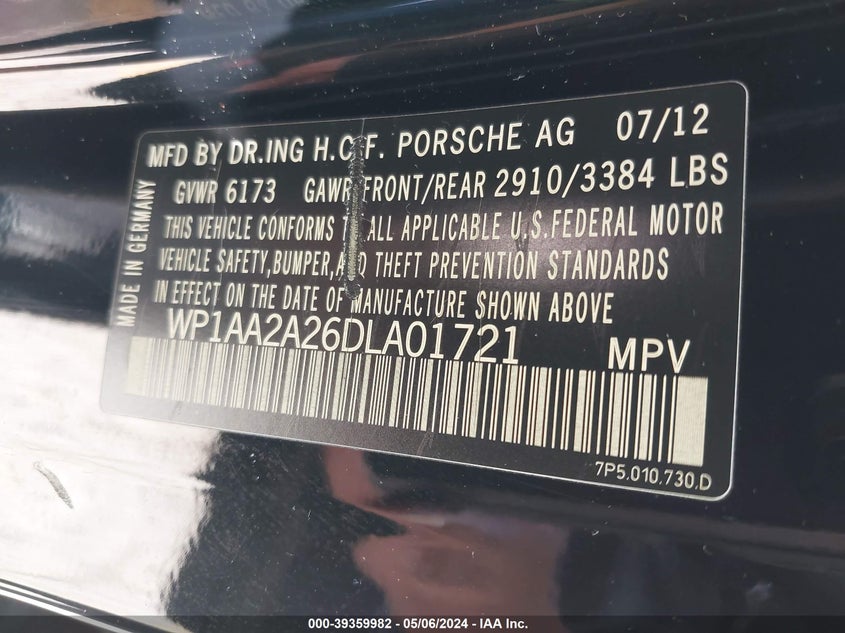 MFD BY DR.ING H.C.F. PORSCHE AG 07/12
GVWR 6173 GAWR FRONT/REAR 2910/3384 LBS
THIS VEHICLE CONFORMS TO ALL APPLICABLE U.S.FEDERAL MOTOR
VEHICLE SAFETY,BUMPER,AND THEFT PREVENTION STANDARDS
IN EFFECT ON THE DATE OF MANUFACTURE SHOWN ABOVE
WP1AA2A26DLA01721 MPV
7P5.010.730.D
MADE IN GERMANY
000-39359982 - 05/06/2024 - IAA Inc.